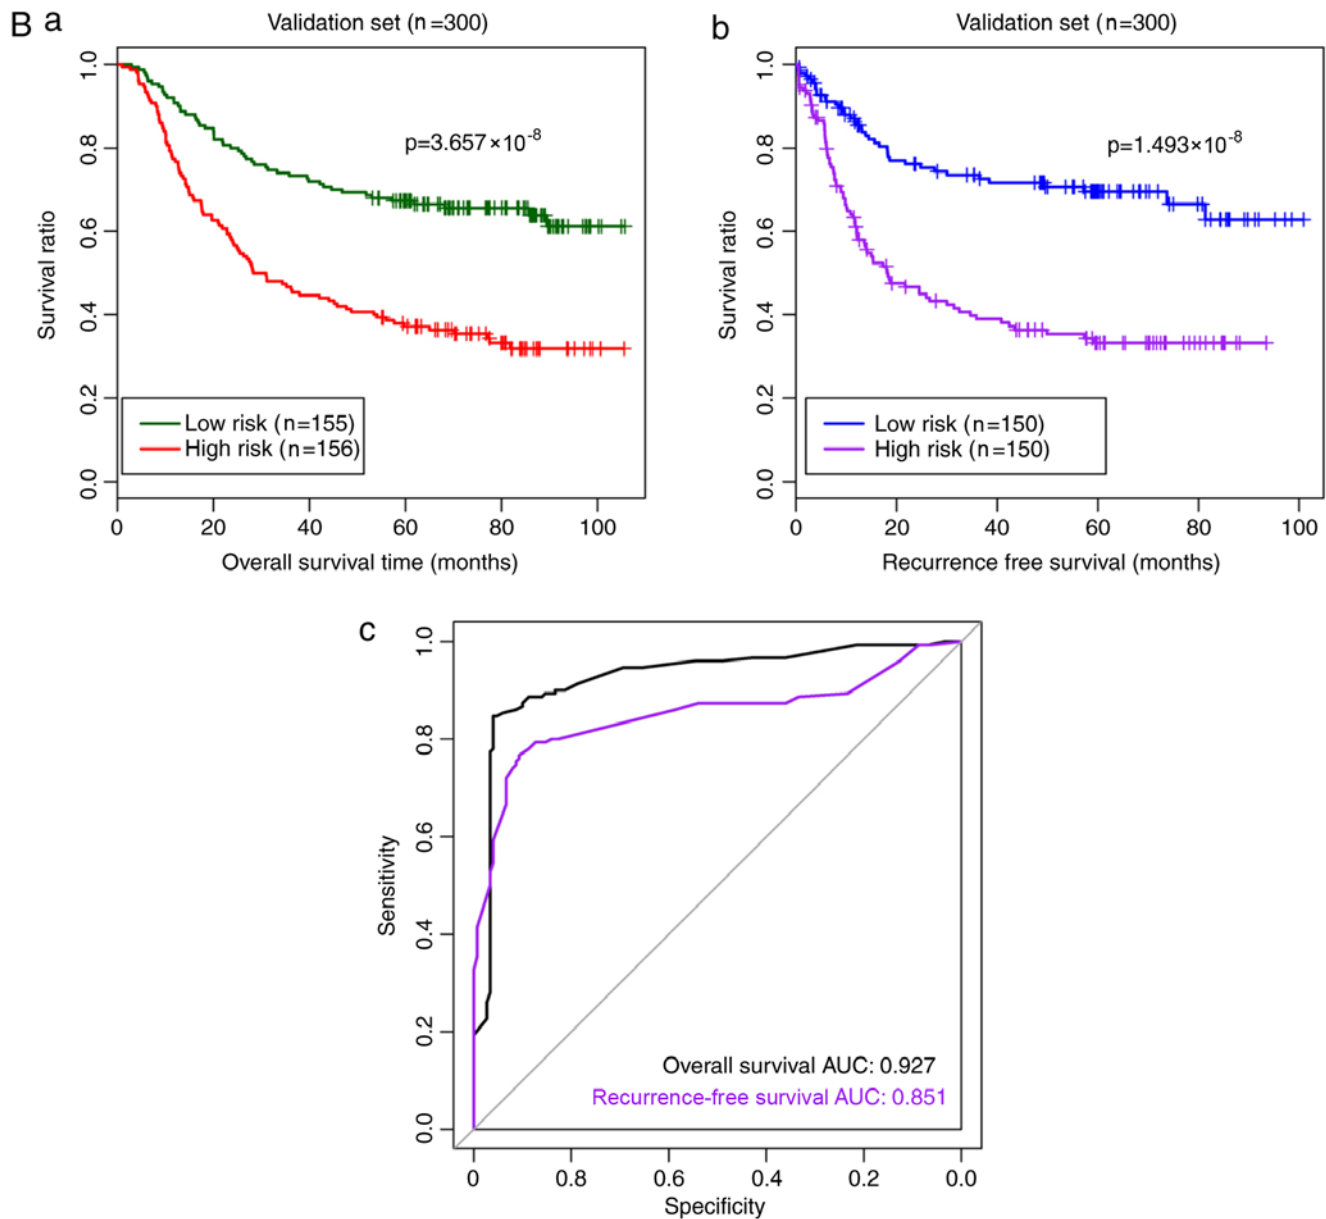 B a
Validation set (n=300)
1.0
0.8
0.6
0.4
0.2
0.0
Survival ratio
p=3.657×10-8
Low risk (n=155)
High risk (n=156)
0 20 40 60 80 100
Overall survival time (months)
b
Validation set (n=300)
1.0
0.8
0.6
0.4
0.2
0.0
Survival ratio
p=1.493×10-8
Low risk (n=150)
High risk (n=150)
0 20 40 60 80 100
Recurrence free survival (months)
c
1.0
0.8
0.6
0.4
0.2
0.0
Sensitivity
Overall survival AUC: 0.927
Recurrence-free survival AUC: 0.851
0 0.8 0.6 0.4 0.2 0.0
Specificity